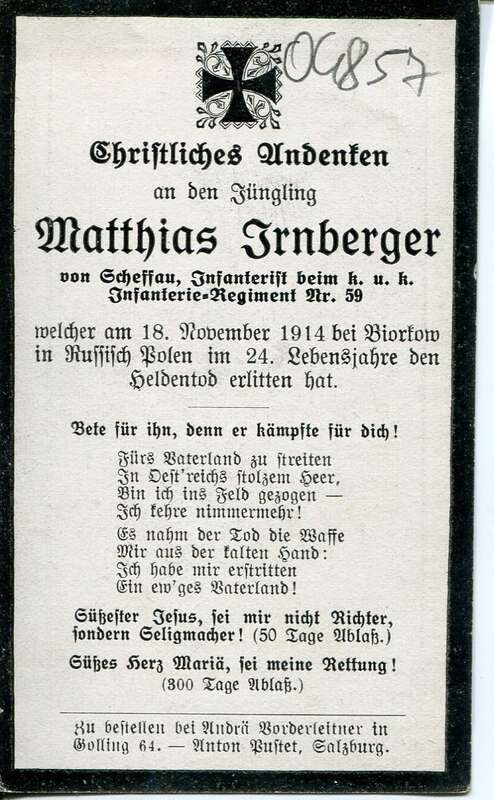 OG857
Christliches Andenken
an den Jüngling
Matthias Irnberger
von Scheffau, Infanterist beim k. u. k.
Infanterie-Regiment Nr. 59
welcher am 18. November 1914 bei Biorkow
in Russisch Polen im 24. Lebensjahre den
Heldentod erlitten hat.
Bete für ihn, denn er kämpfte für dich!
Fürs Vaterland zu streiten
In Oest'reichs stolzem Heer,
Bin ich ins Feld gezogen —
Ich kehre nimmermehr!
Es nahm der Tod die Waffe
Mir aus der kalten Hand:
Ich habe mir erstritten
Ein ew'ges Vaterland!
Süßester Jesus, sei mir nicht Richter,
sondern Seligmacher! (50 Tage Ablaß.)
Süßes Herz Mariä, sei meine Rettung!
(300 Tage Ablaß.)
Zu bestellen bei Andrä Vorderleitner in
Golling 64. — Anton Pustet, Salzburg.